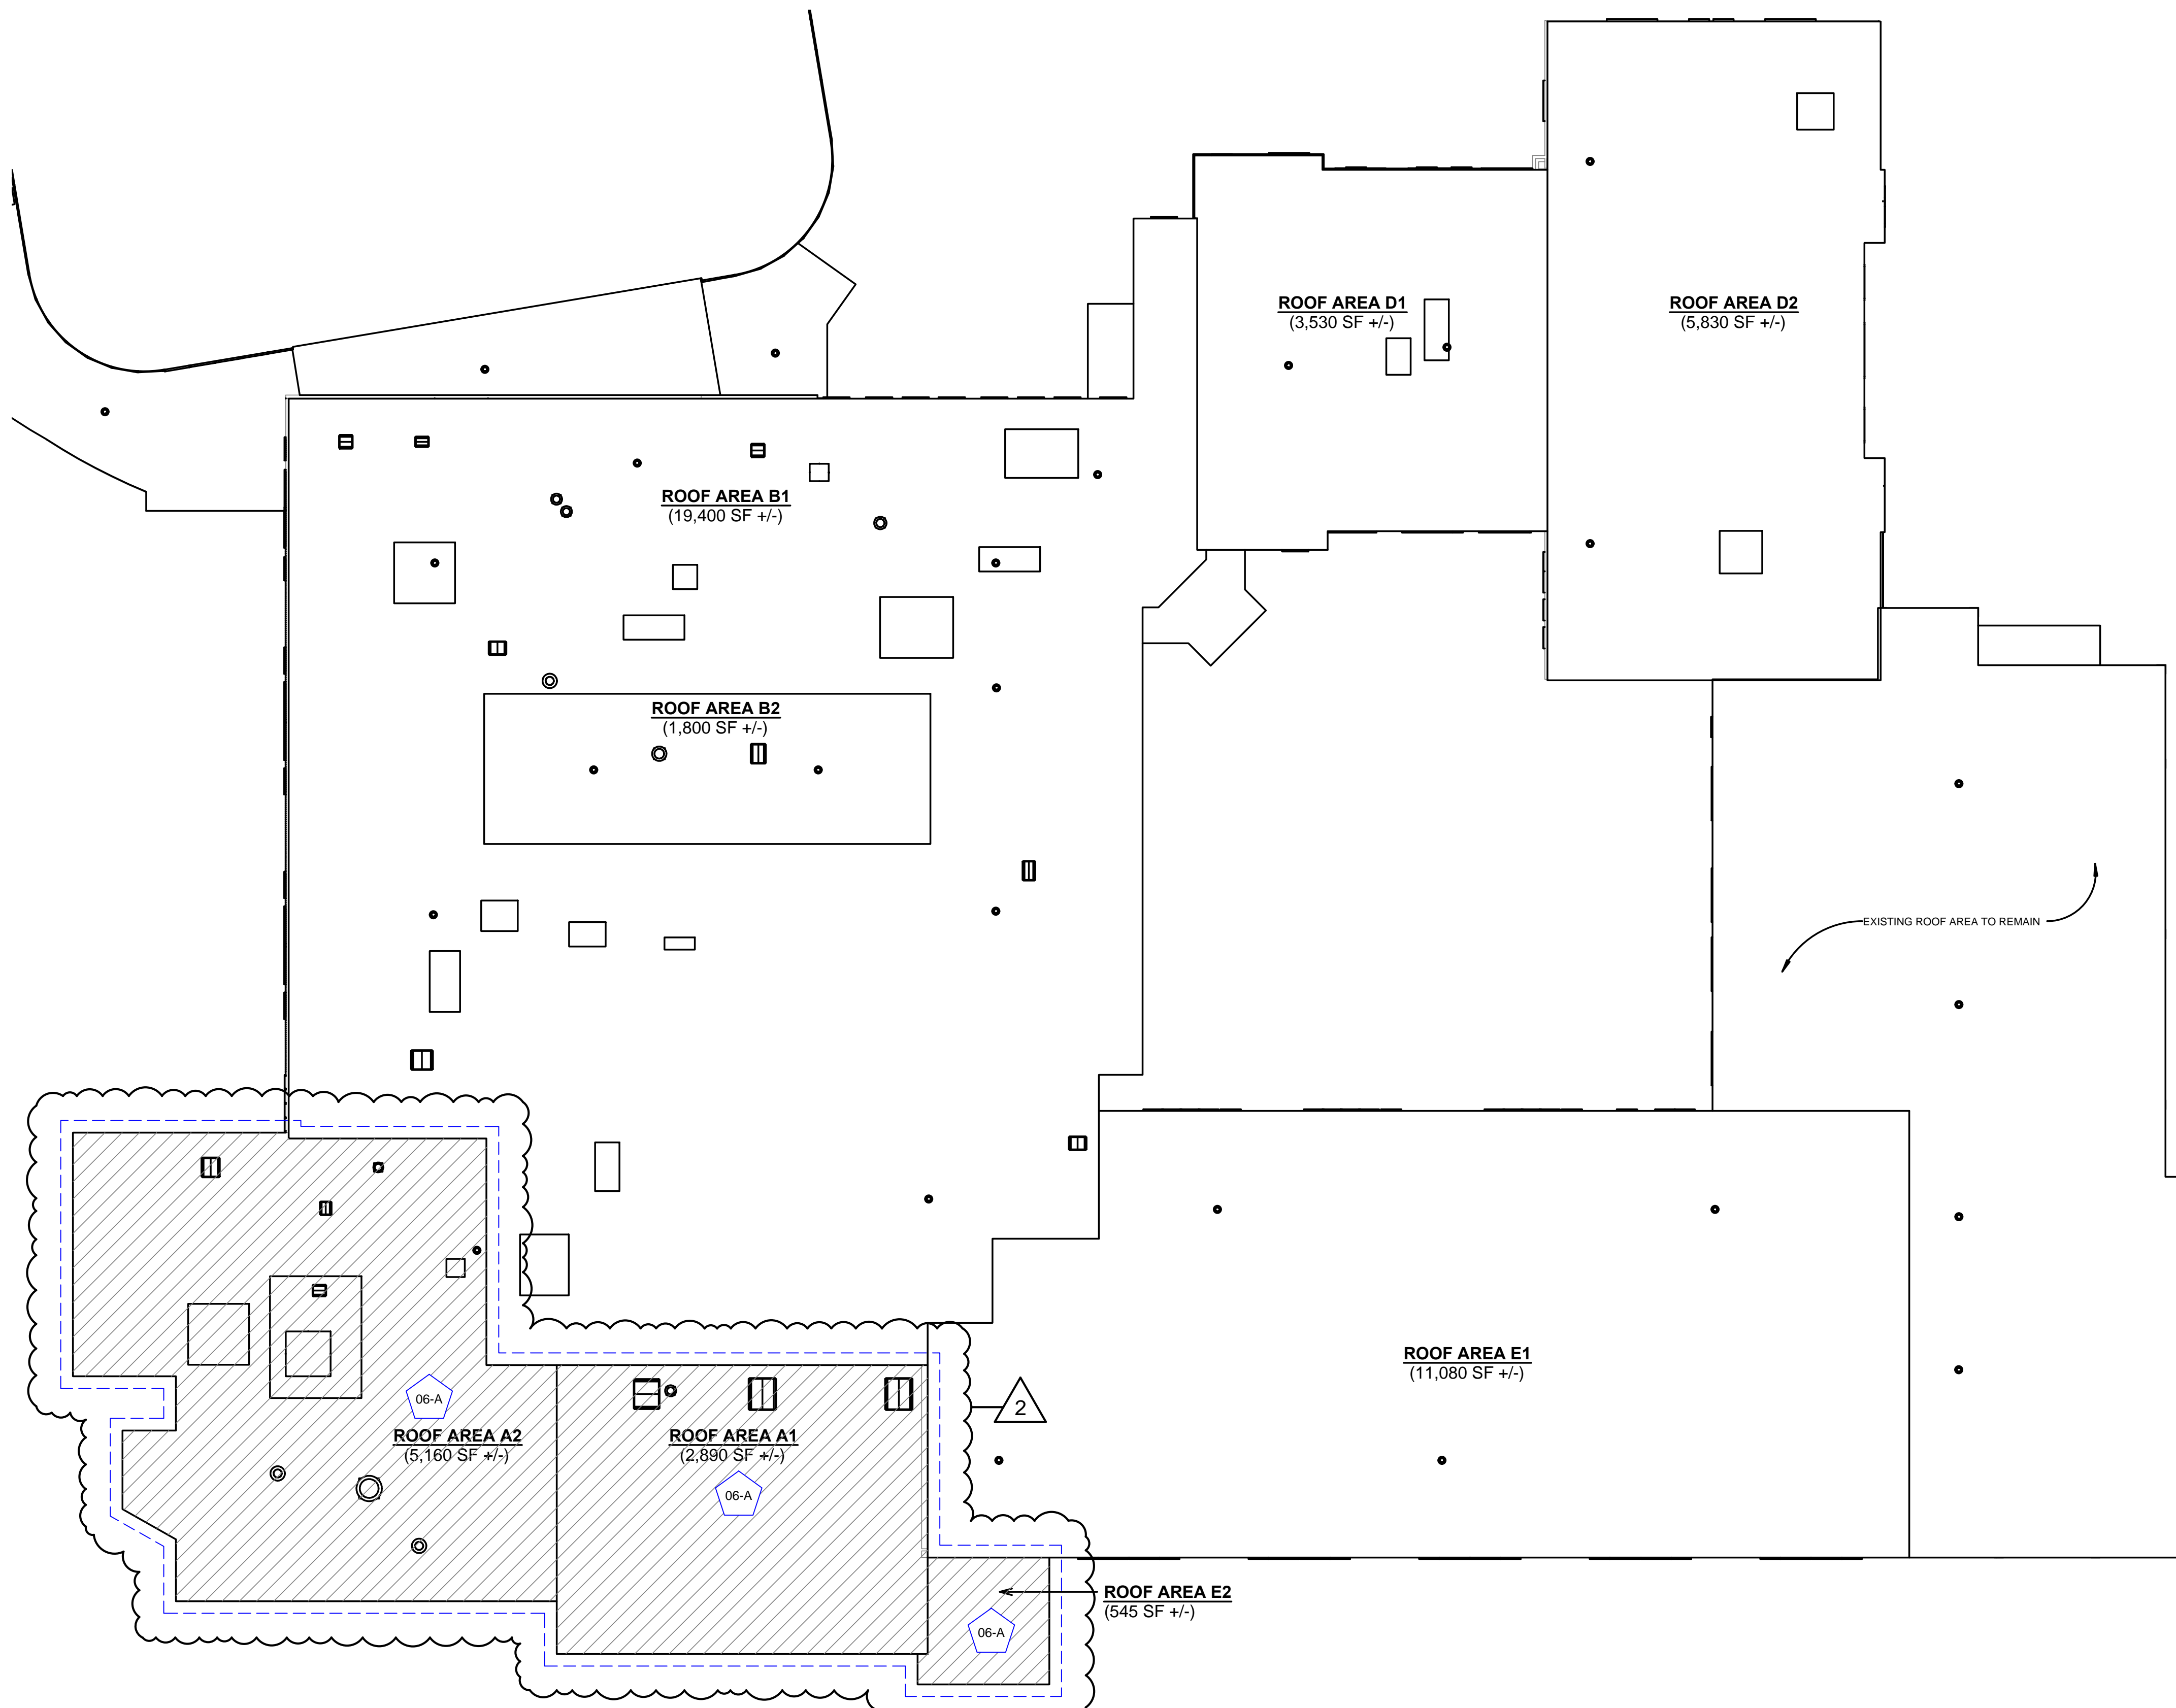 ROOF AREA D1
(3,530 SF +/-)
ROOF AREA D2
(5,830 SF +/-)
ROOF AREA B1
(19,400 SF +/-)
ROOF AREA B2
(1,800 SF +/-)
EXISTING ROOF AREA TO REMAIN
ROOF AREA E1
(11,080 SF +/-)
06-A
2
ROOF AREA A2
(5,160 SF +/-)
ROOF AREA A1
(2,890 SF +/-)
06-A
ROOF AREA E2
(545 SF +/-)
06-A